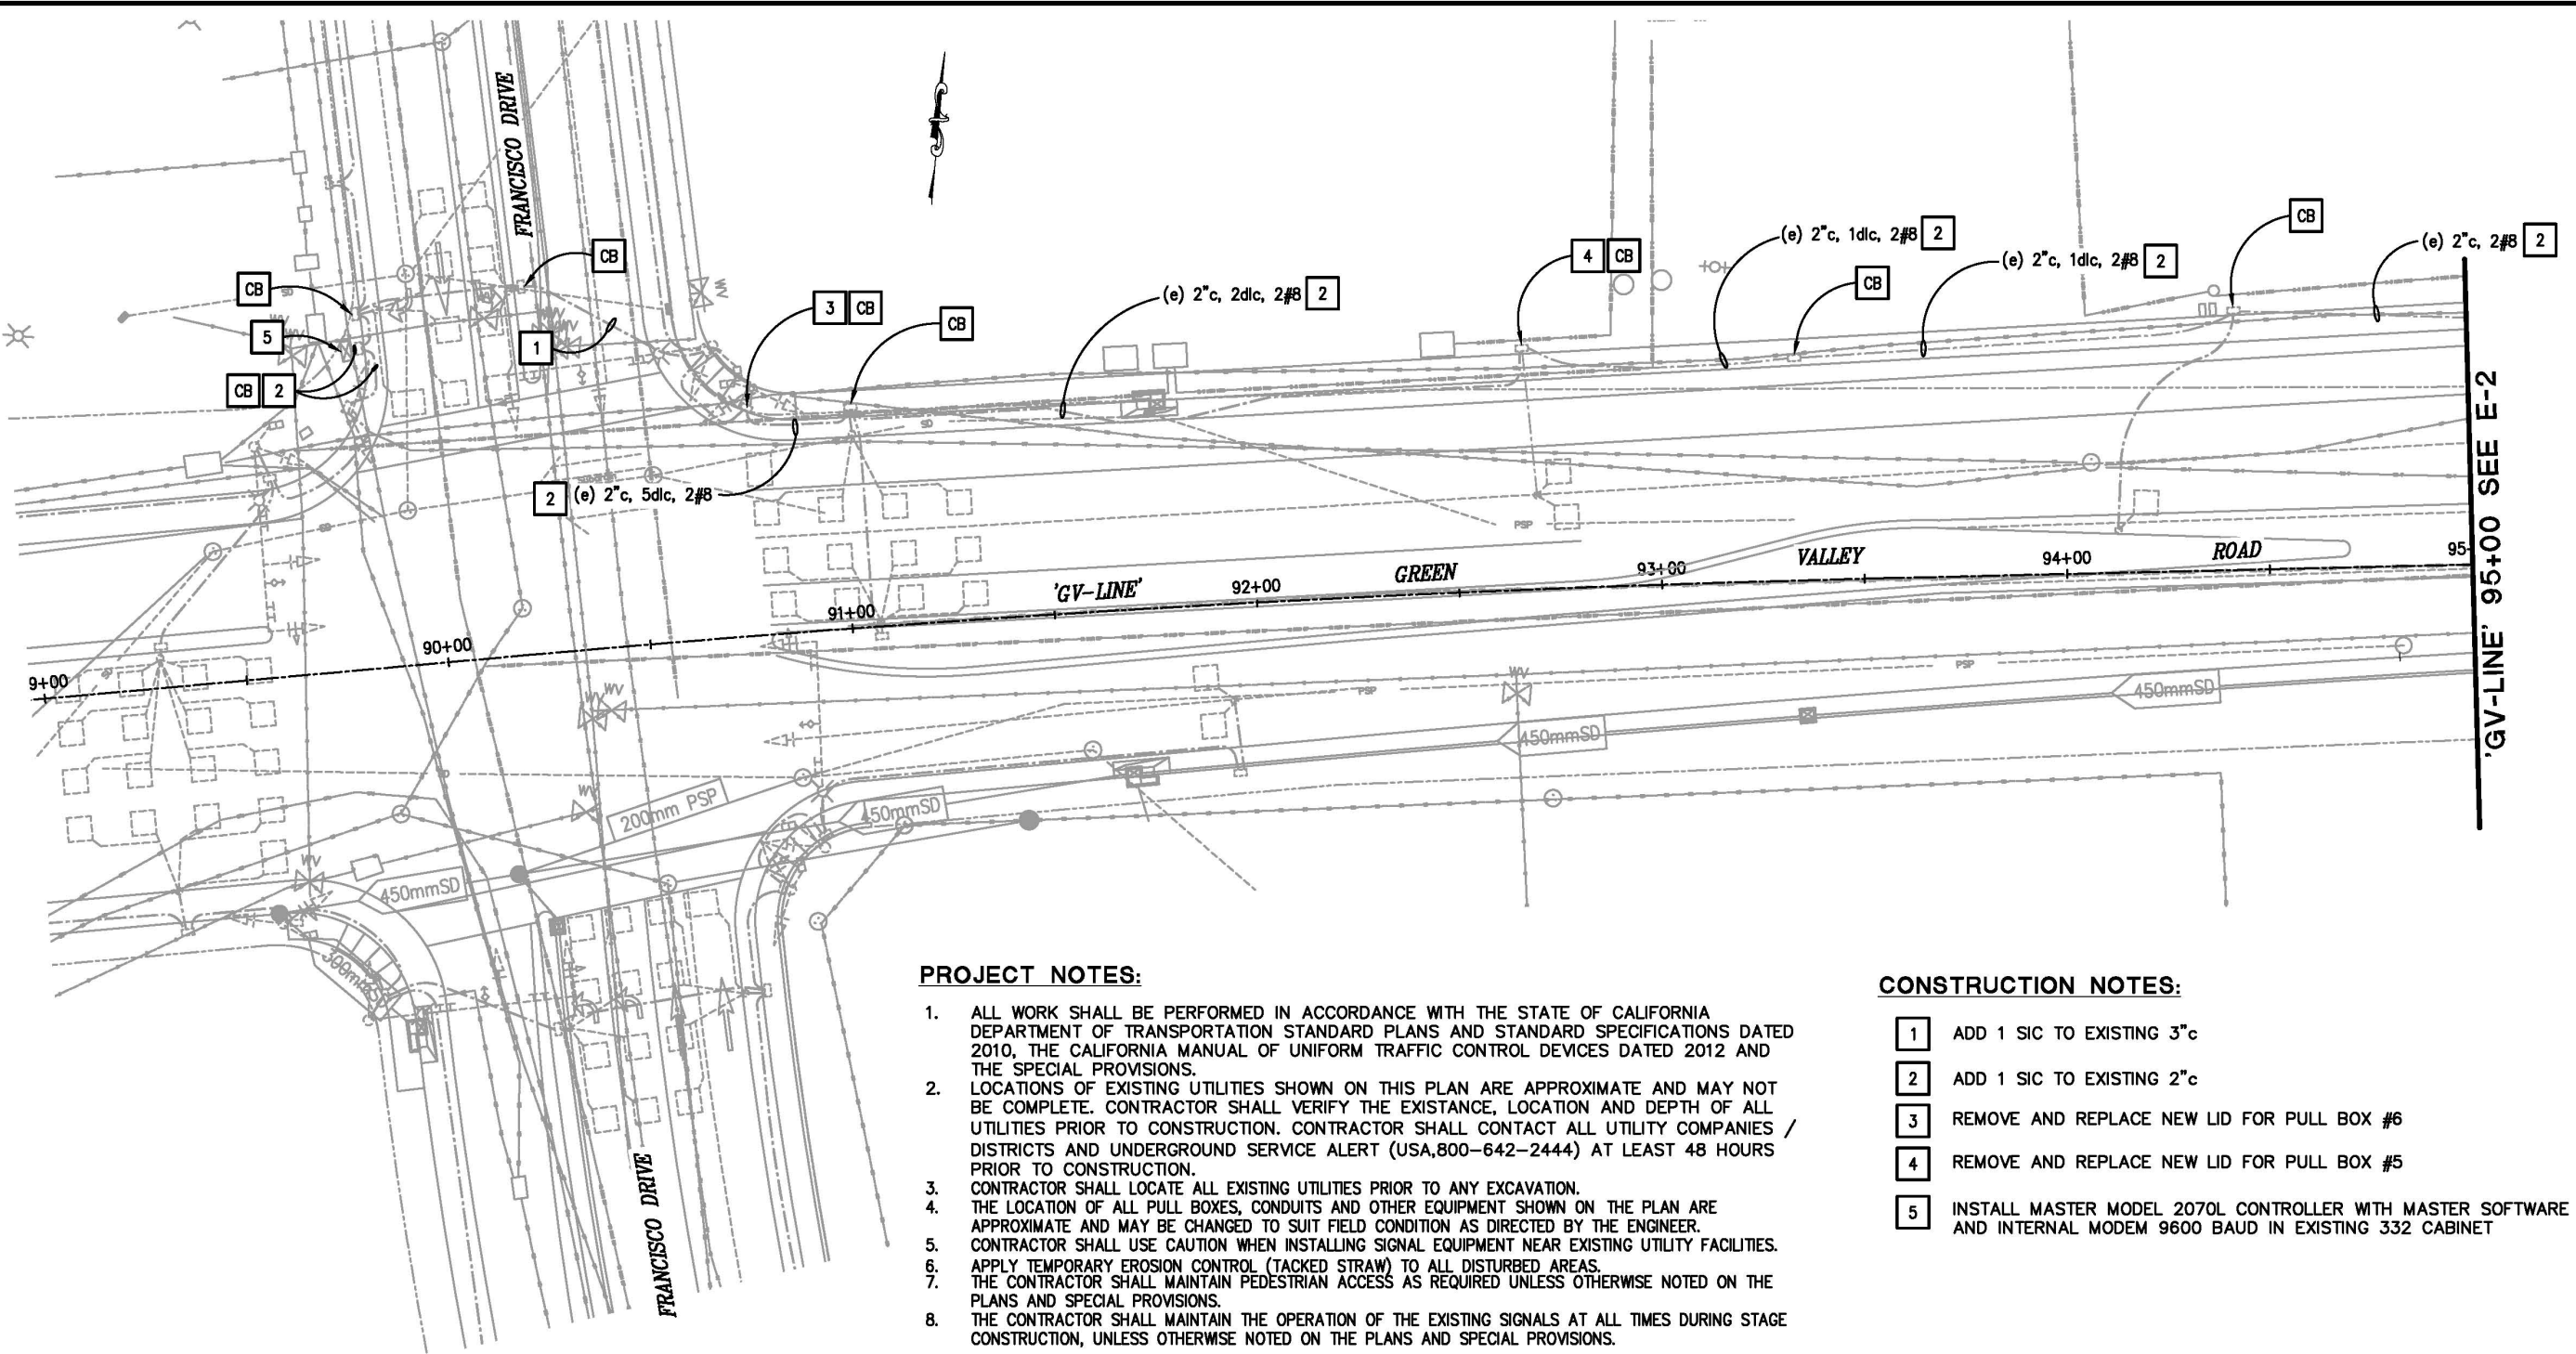 FRANCISCO DRIVE
CB
CB
5
CB 2
1
3 CB
CB
(e) 2"c, 2dlc, 2#8 2
4 CB
(e) 2"c, 1dlc, 2#8 2
CB
(e) 2"c, 1dlc, 2#8 2
CB
(e) 2"c, 2#8 2
2 (e) 2"c, 5dlc, 2#8
WV
WV
SD
SD
SD
PSP
9+00
90+00
91+00
'GV-LINE'
92+00
GREEN
93+00
VALLEY
94+00
ROAD
95-
'GV-LINE' 95+00 SEE E-2
WV
WV
WV
PSP
PSP
450mmSD
450mmSD
WV
200mm PSP
450mmSD
WV
450mmSD
FRANCISCO DRIVE
PROJECT NOTES:
1. ALL WORK SHALL BE PERFORMED IN ACCORDANCE WITH THE STATE OF CALIFORNIA
DEPARTMENT OF TRANSPORTATION STANDARD PLANS AND STANDARD SPECIFICATIONS DATED
2010, THE CALIFORNIA MANUAL OF UNIFORM TRAFFIC CONTROL DEVICES DATED 2012 AND
THE SPECIAL PROVISIONS.
2. LOCATIONS OF EXISTING UTILITIES SHOWN ON THIS PLAN ARE APPROXIMATE AND MAY NOT
BE COMPLETE. CONTRACTOR SHALL VERIFY THE EXISTANCE, LOCATION AND DEPTH OF ALL
UTILITIES PRIOR TO CONSTRUCTION. CONTRACTOR SHALL CONTACT ALL UTILITY COMPANIES /
DISTRICTS AND UNDERGROUND SERVICE ALERT (USA,800-642-2444) AT LEAST 48 HOURS
PRIOR TO CONSTRUCTION.
3. CONTRACTOR SHALL LOCATE ALL EXISTING UTILITIES PRIOR TO ANY EXCAVATION.
4. THE LOCATION OF ALL PULL BOXES, CONDUITS AND OTHER EQUIPMENT SHOWN ON THE PLAN ARE
APPROXIMATE AND MAY BE CHANGED TO SUIT FIELD CONDITION AS DIRECTED BY THE ENGINEER.
5. CONTRACTOR SHALL USE CAUTION WHEN INSTALLING SIGNAL EQUIPMENT NEAR EXISTING UTILITY FACILITIES.
6. APPLY TEMPORARY EROSION CONTROL (TACKED STRAW) TO ALL DISTURBED AREAS.
7. THE CONTRACTOR SHALL MAINTAIN PEDESTRIAN ACCESS AS REQUIRED UNLESS OTHERWISE NOTED ON THE
PLANS AND SPECIAL PROVISIONS.
8. THE CONTRACTOR SHALL MAINTAIN THE OPERATION OF THE EXISTING SIGNALS AT ALL TIMES DURING STAGE
CONSTRUCTION, UNLESS OTHERWISE NOTED ON THE PLANS AND SPECIAL PROVISIONS.
CONSTRUCTION NOTES:
1 ADD 1 SIC TO EXISTING 3"c
2 ADD 1 SIC TO EXISTING 2"c
3 REMOVE AND REPLACE NEW LID FOR PULL BOX #6
4 REMOVE AND REPLACE NEW LID FOR PULL BOX #5
5 INSTALL MASTER MODEL 2070L CONTROLLER WITH MASTER SOFTWARE
AND INTERNAL MODEM 9600 BAUD IN EXISTING 332 CABINET